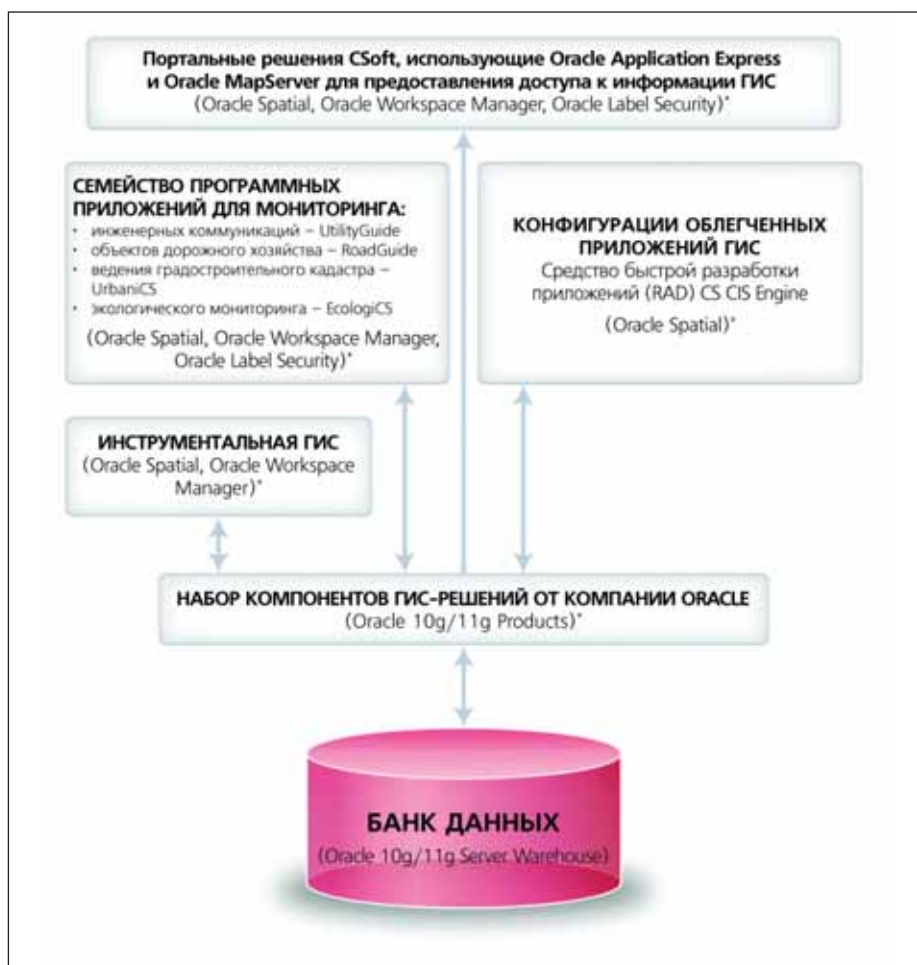 Портальные решения CSoft, использующие Oracle Application Express
и Oracle MapServer для предоставления доступа к информации ГИС
(Oracle Spatial, Oracle Workspace Manager, Oracle Label Security)*
СЕМЕЙСТВО ПРОГРАММНЫХ
ПРИЛОЖЕНИЙ ДЛЯ МОНИТОРИНГА:
• инженерных коммуникаций – UtilityGuide
• объектов дорожного хозяйства – RoadGuide
• ведения градостроительного кадастра –
UrbaniCS
• экологического мониторинга – EcologiCS
(Oracle Spatial, Oracle Workspace Manager,
Oracle Label Security)*
КОНФИГУРАЦИИ ОБЛЕГЧЕННЫХ
ПРИЛОЖЕНИЙ ГИС
Средство быстрой разработки
приложений (RAD) CS CIS Engine
(Oracle Spatial)*
ИНСТРУМЕНТАЛЬНАЯ ГИС
(Oracle Spatial, Oracle Workspace
Manager)*
НАБОР КОМПОНЕНТОВ ГИС-РЕШЕНИЙ ОТ КОМПАНИИ ORACLE
(Oracle 10g/11g Products)*
БАНК ДАННЫХ
(Oracle 10g/11g Server Warehouse)